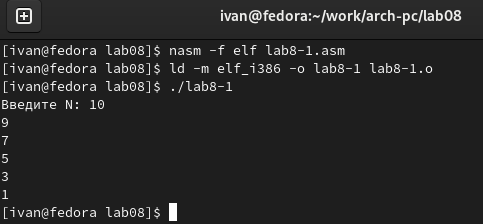 ivan@fedora:~/work/arch-pc/lab08
[ivan@fedora lab08]$ nasm -f elf lab8-1.asm
[ivan@fedora lab08]$ ld -m elf_i386 -o lab8-1 lab8-1.o
[ivan@fedora lab08]$ ./lab8-1
Введите N: 10
9
7
5
3
1
[ivan@fedora lab08]$